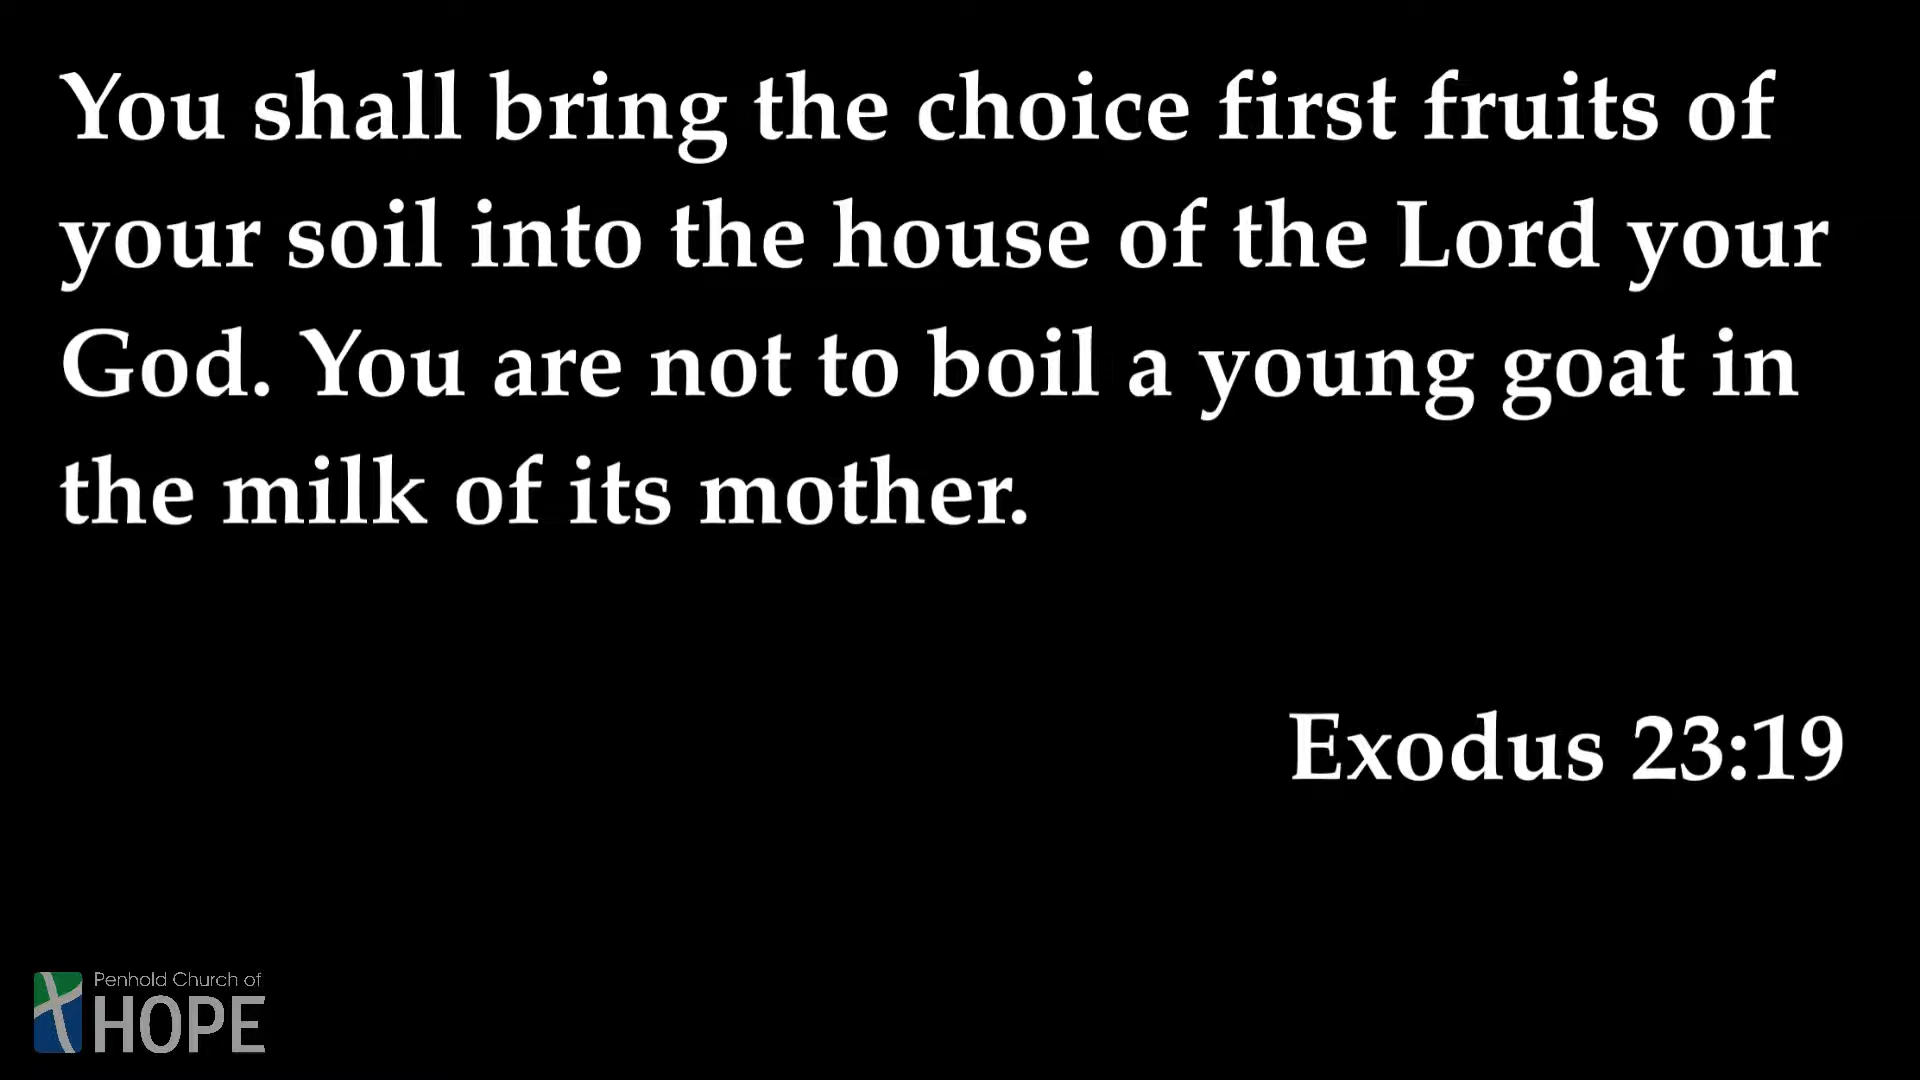 You shall bring the choice first fruits of
your soil into the house of the Lord your
God. You are not to boil a young goat in
the milk of its mother.
Exodus 23:19
Penhold Church of
HOPE